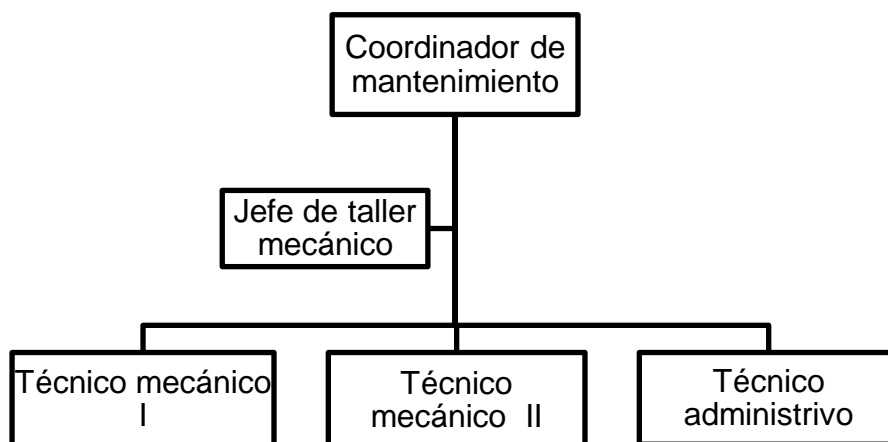 Coordinador de
mantenimiento
Jefe de taller
mecánico
Técnico mecánico
I
Técnico
mecánico II
Técnico
administrivo